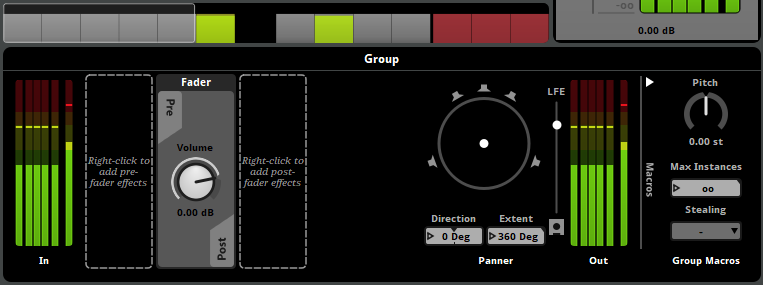 -oo
0.00 dB
Group
Fader
Pre
Volume
0.00 dB
Post
Right-click to
add pre-
fader effects
Right-click to
add post-
fader effects
In
LFE
Direction
Extent
0 Deg
360 Deg
Panner
Out
Macros
Pitch
0.00 st
Max Instances
oo
Stealing
-
Group Macros